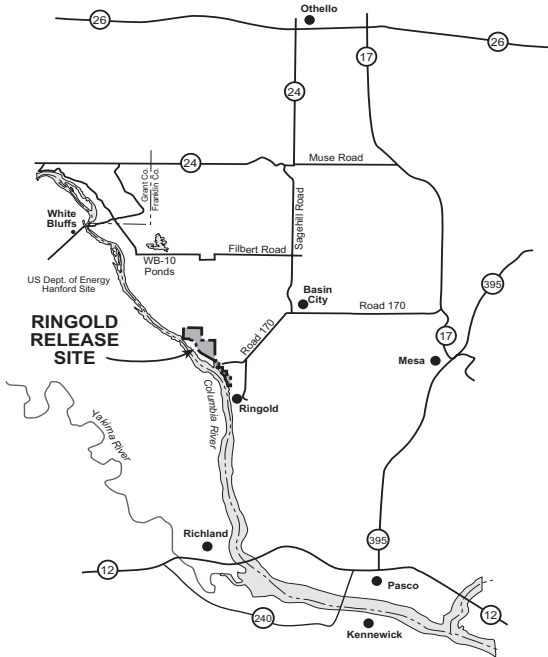 Othello
26
26
17
24
24
Muse Road
Grant Co.
Franklin Co.
Sagehill Road
White
Bluffs
Filbert Road
WB-10
Ponds
395
US Dept. of Energy
Hanford Site
Basin
City
Road 170
RINGOLD
RELEASE
SITE
Road 170
17
Mesa
Columbia River
Ringold
Yakima River
Richland
395
12
Pasco
12
240
Kennewick